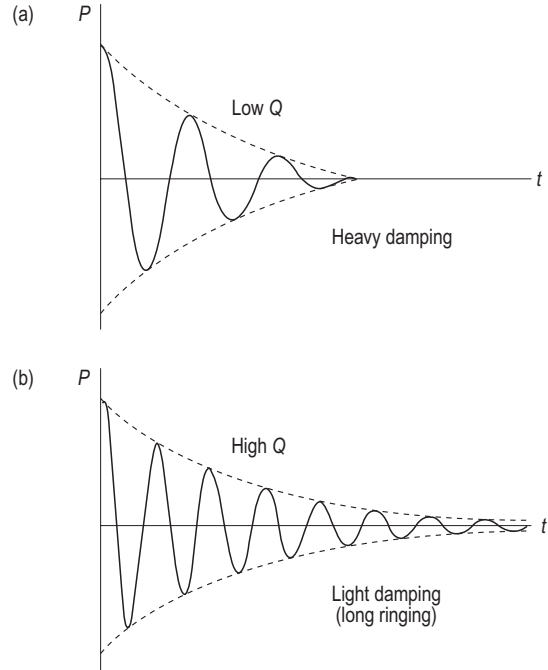 (a)
P
Low Q
t
Heavy damping
(b)
P
High Q
t
Light damping
(long ringing)